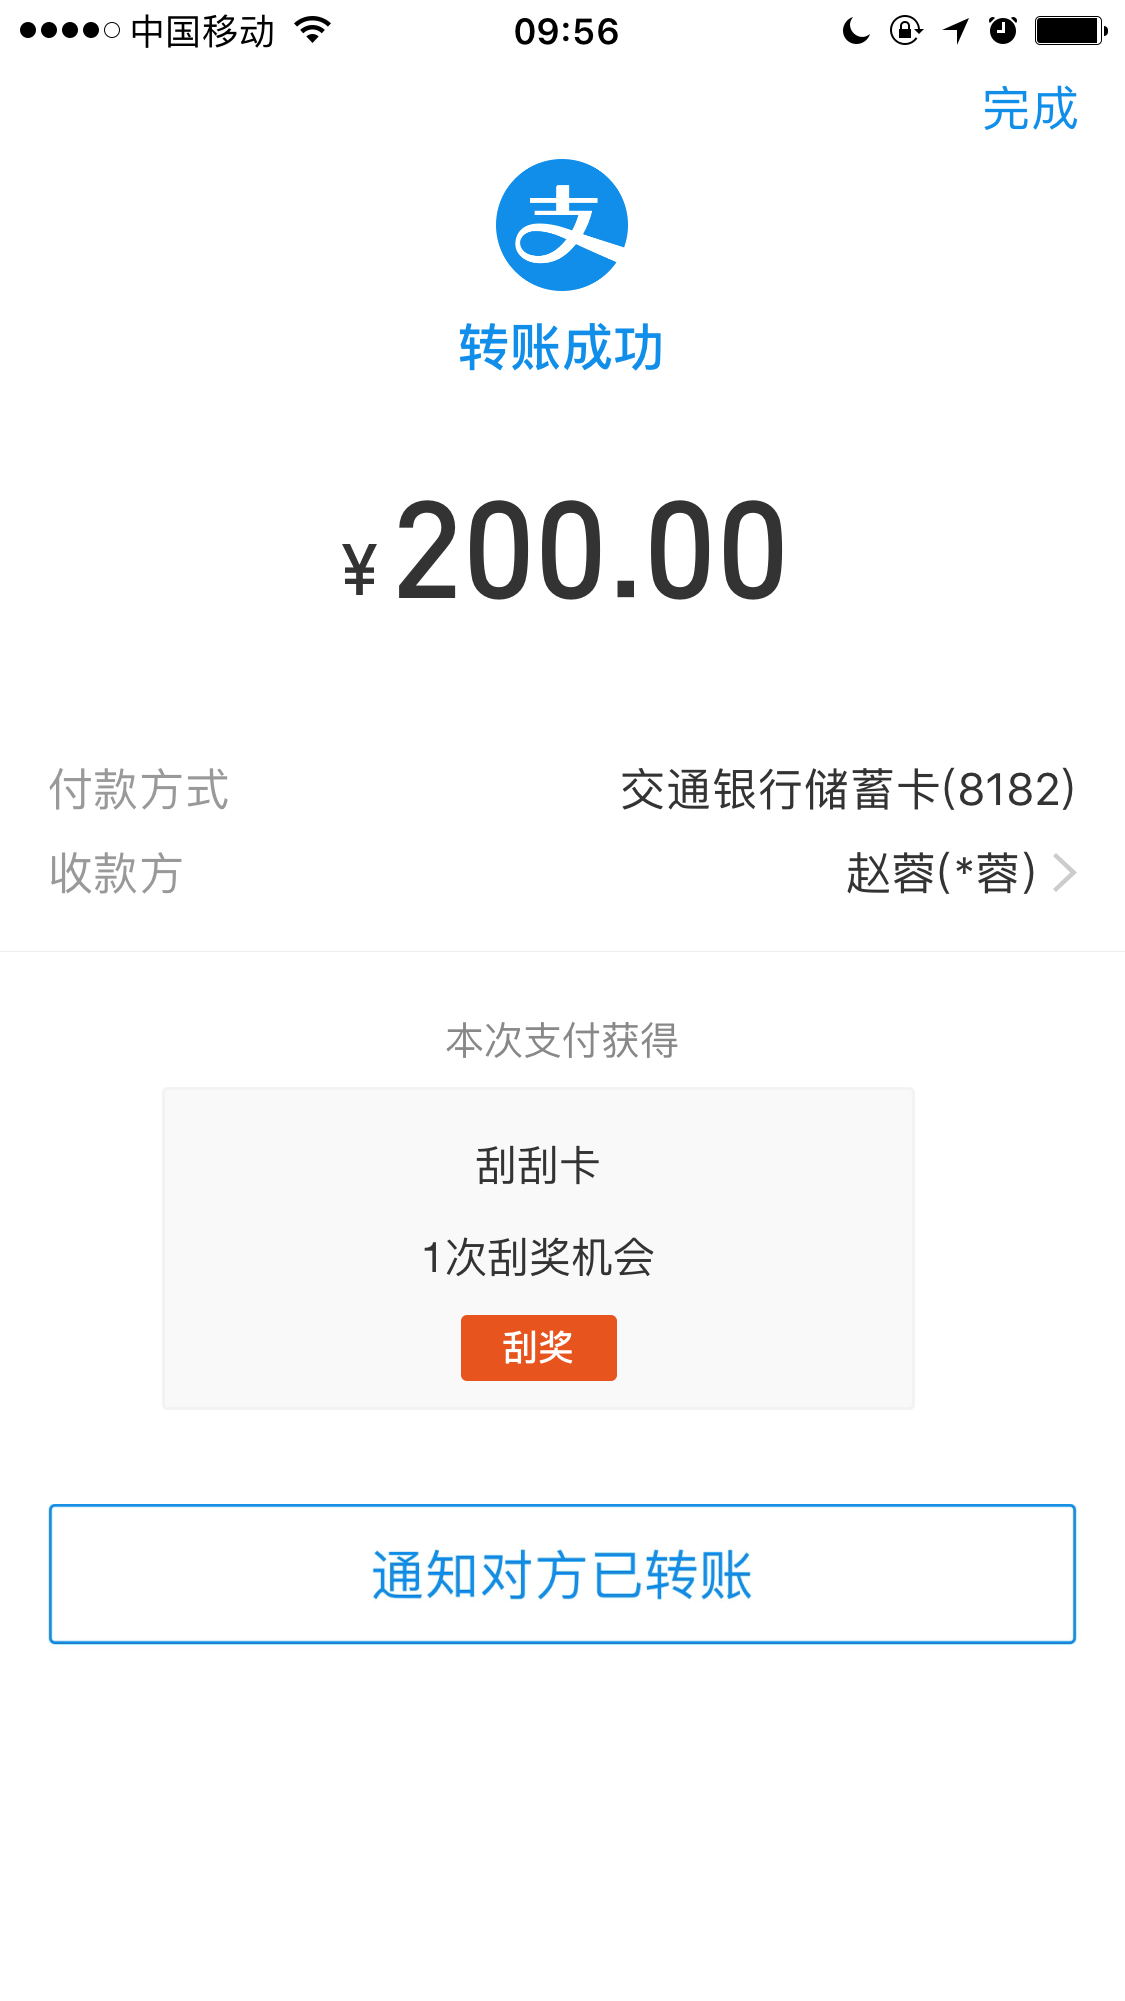 中国移动 09:56
完成
支
转账成功
¥200.00
付款方式 交通银行储蓄卡(8182)
收款方 赵蓉(*蓉)
本次支付获得
刮刮卡
1次刮奖机会
刮奖
通知对方已转账